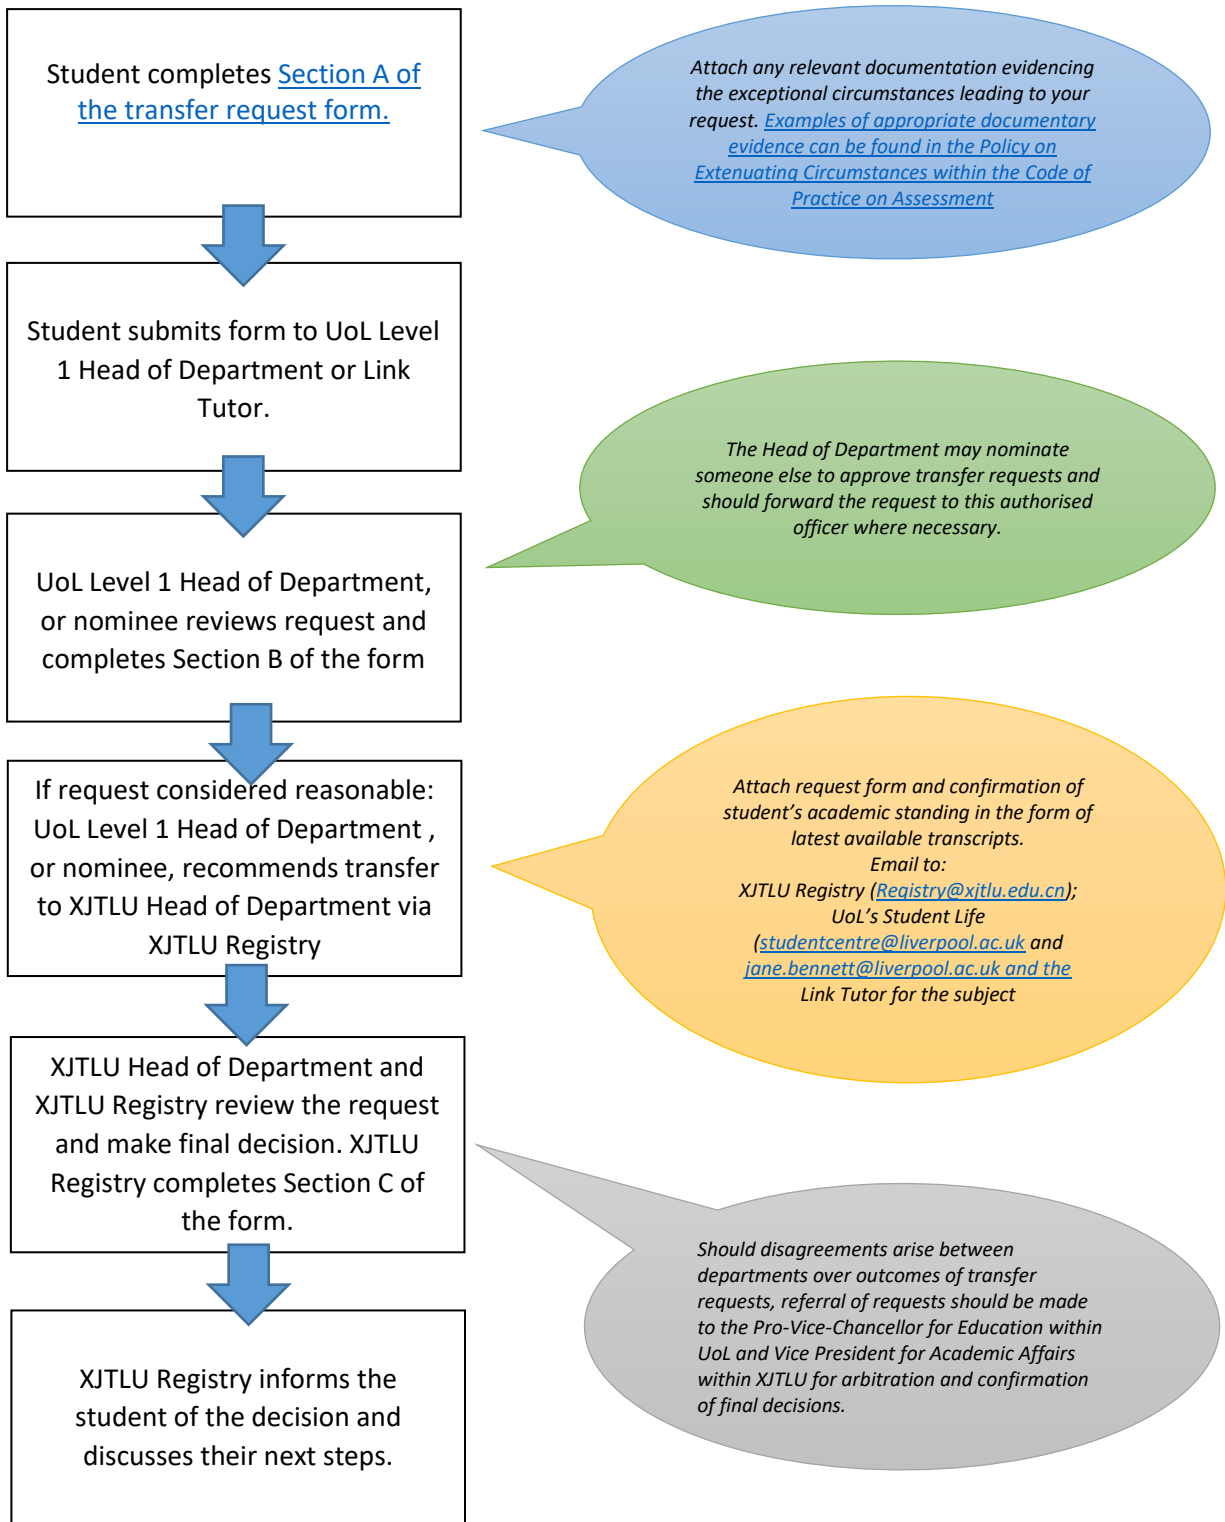 Student completes Section A of
the transfer request form.
Attach any relevant documentation evidencing
the exceptional circumstances leading to your
request. Examples of appropriate documentary
evidence can be found in the Policy on
Extenuating Circumstances within the Code of
Practice on Assessment
Student submits form to UoL Level
1 Head of Department or Link
Tutor.
The Head of Department may nominate
someone else to approve transfer requests and
should forward the request to this authorised
officer where necessary.
UoL Level 1 Head of Department,
or nominee reviews request and
completes Section B of the form
If request considered reasonable:
UoL Level 1 Head of Department ,
or nominee, recommends transfer
to XJTLU Head of Department via
XJTLU Registry
Attach request form and confirmation of
student’s academic standing in the form of
latest available transcripts.
Email to:
XJTLU Registry (Registry@xjtlu.edu.cn);
UoL’s Student Life
(studentcentre@liverpool.ac.uk and
jane.bennett@liverpool.ac.uk and the
Link Tutor for the subject
XJTLU Head of Department and
XJTLU Registry review the request
and make final decision. XJTLU
Registry completes Section C of
the form.
Should disagreements arise between
departments over outcomes of transfer
requests, referral of requests should be made
to the Pro-Vice-Chancellor for Education within
UoL and Vice President for Academic Affairs
within XJTLU for arbitration and confirmation
of final decisions.
XJTLU Registry informs the
student of the decision and
discusses their next steps.